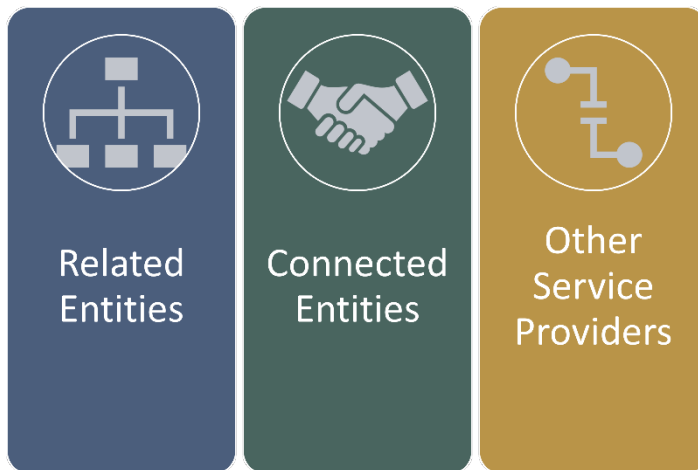 Related
Entities
Connected
Entities
Other
Service
Providers